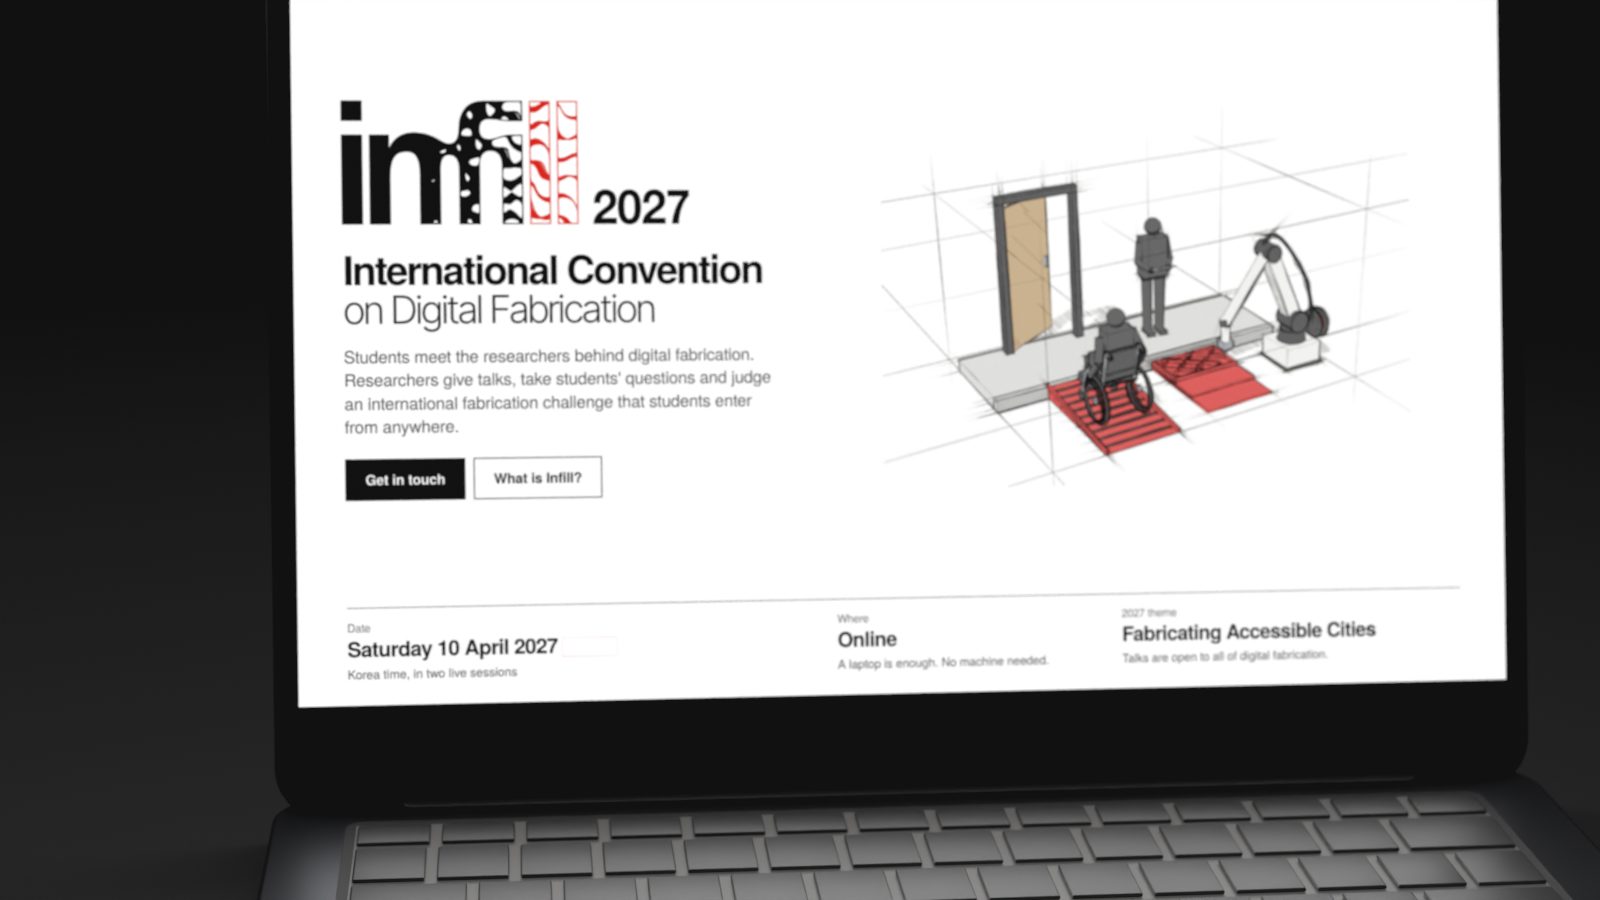 infill 2027
International Convention
on Digital Fabrication
Students meet the researchers behind digital fabrication.
Researchers give talks, take students' questions and judge
an international fabrication challenge that students enter
from anywhere.
Get in touch
What is Infill?
Date
Saturday 10 April 2027
Korea time, in two live sessions
Where
Online
A laptop is enough. No machine needed.
2027 theme
Fabricating Accessible Cities
Talks are open to all of digital fabrication.